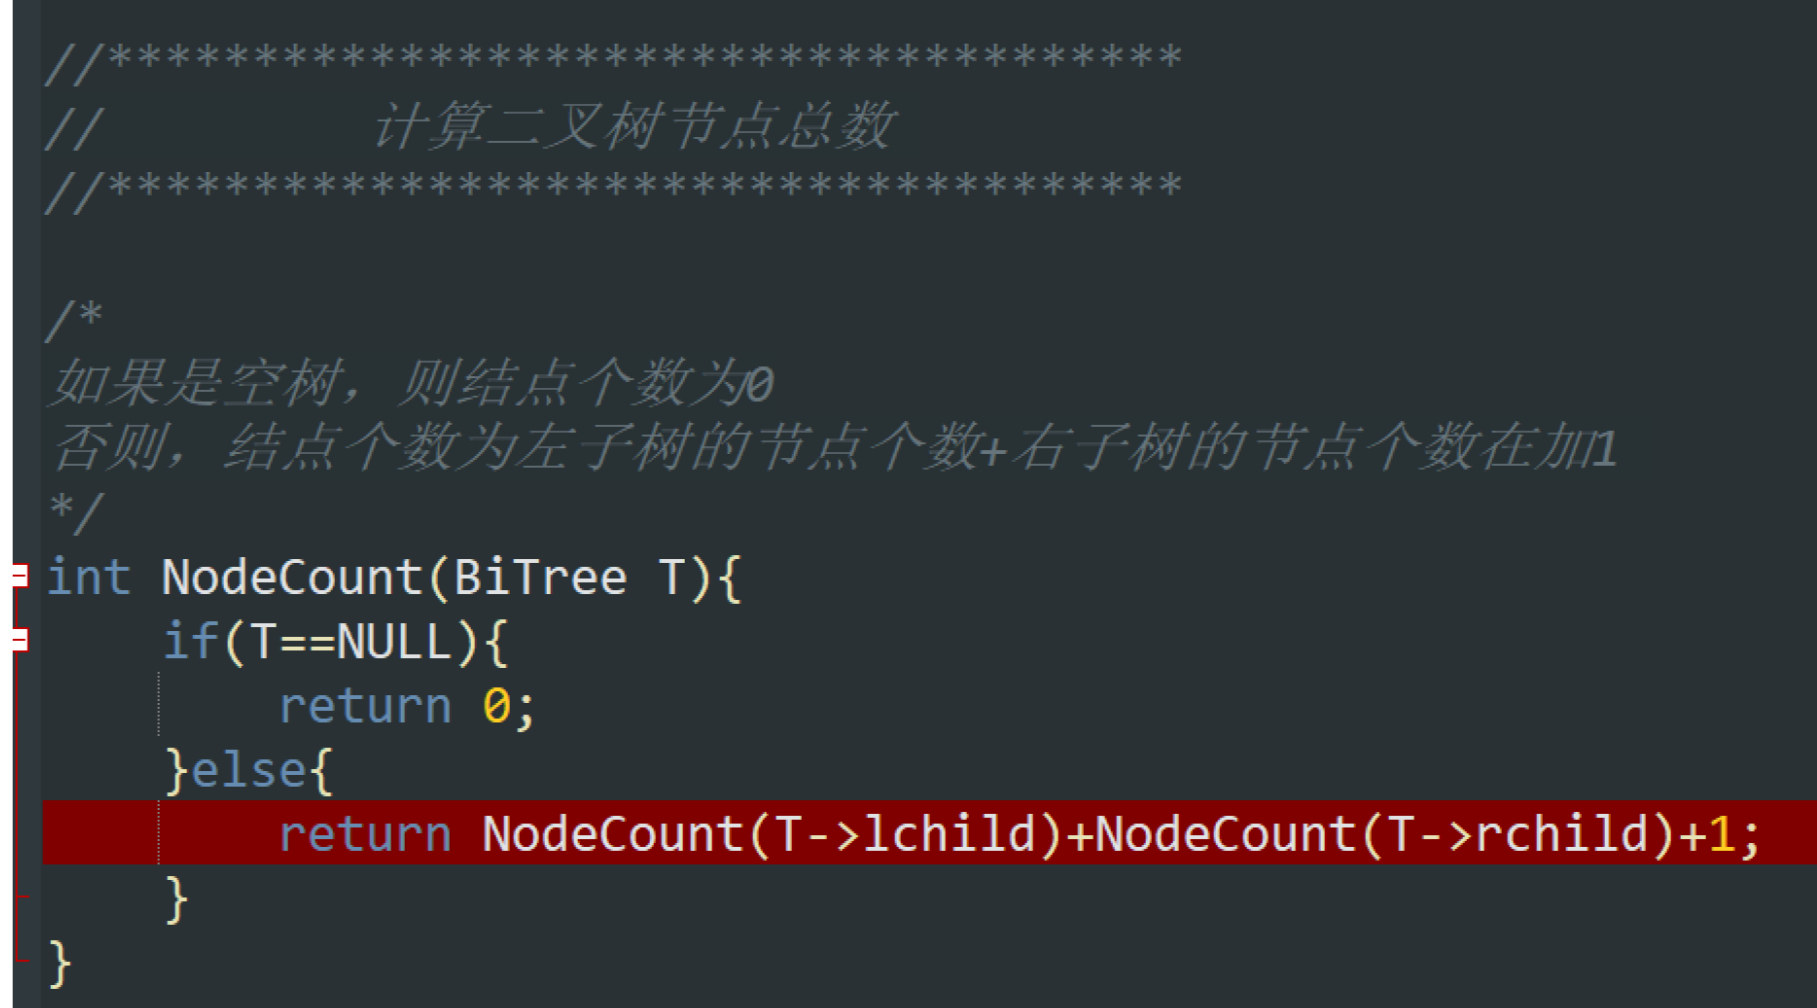 //*************************************
// 计算二叉树节点总数
//*************************************
/*
如果是空树，则结点个数为0
否则，结点个数为左子树的节点个数+右子树的节点个数在加1
*/
int NodeCount(BiTree T){
if(T==NULL){
return 0;
}else{
return NodeCount(T->lchild)+NodeCount(T->rchild)+1;
}
}